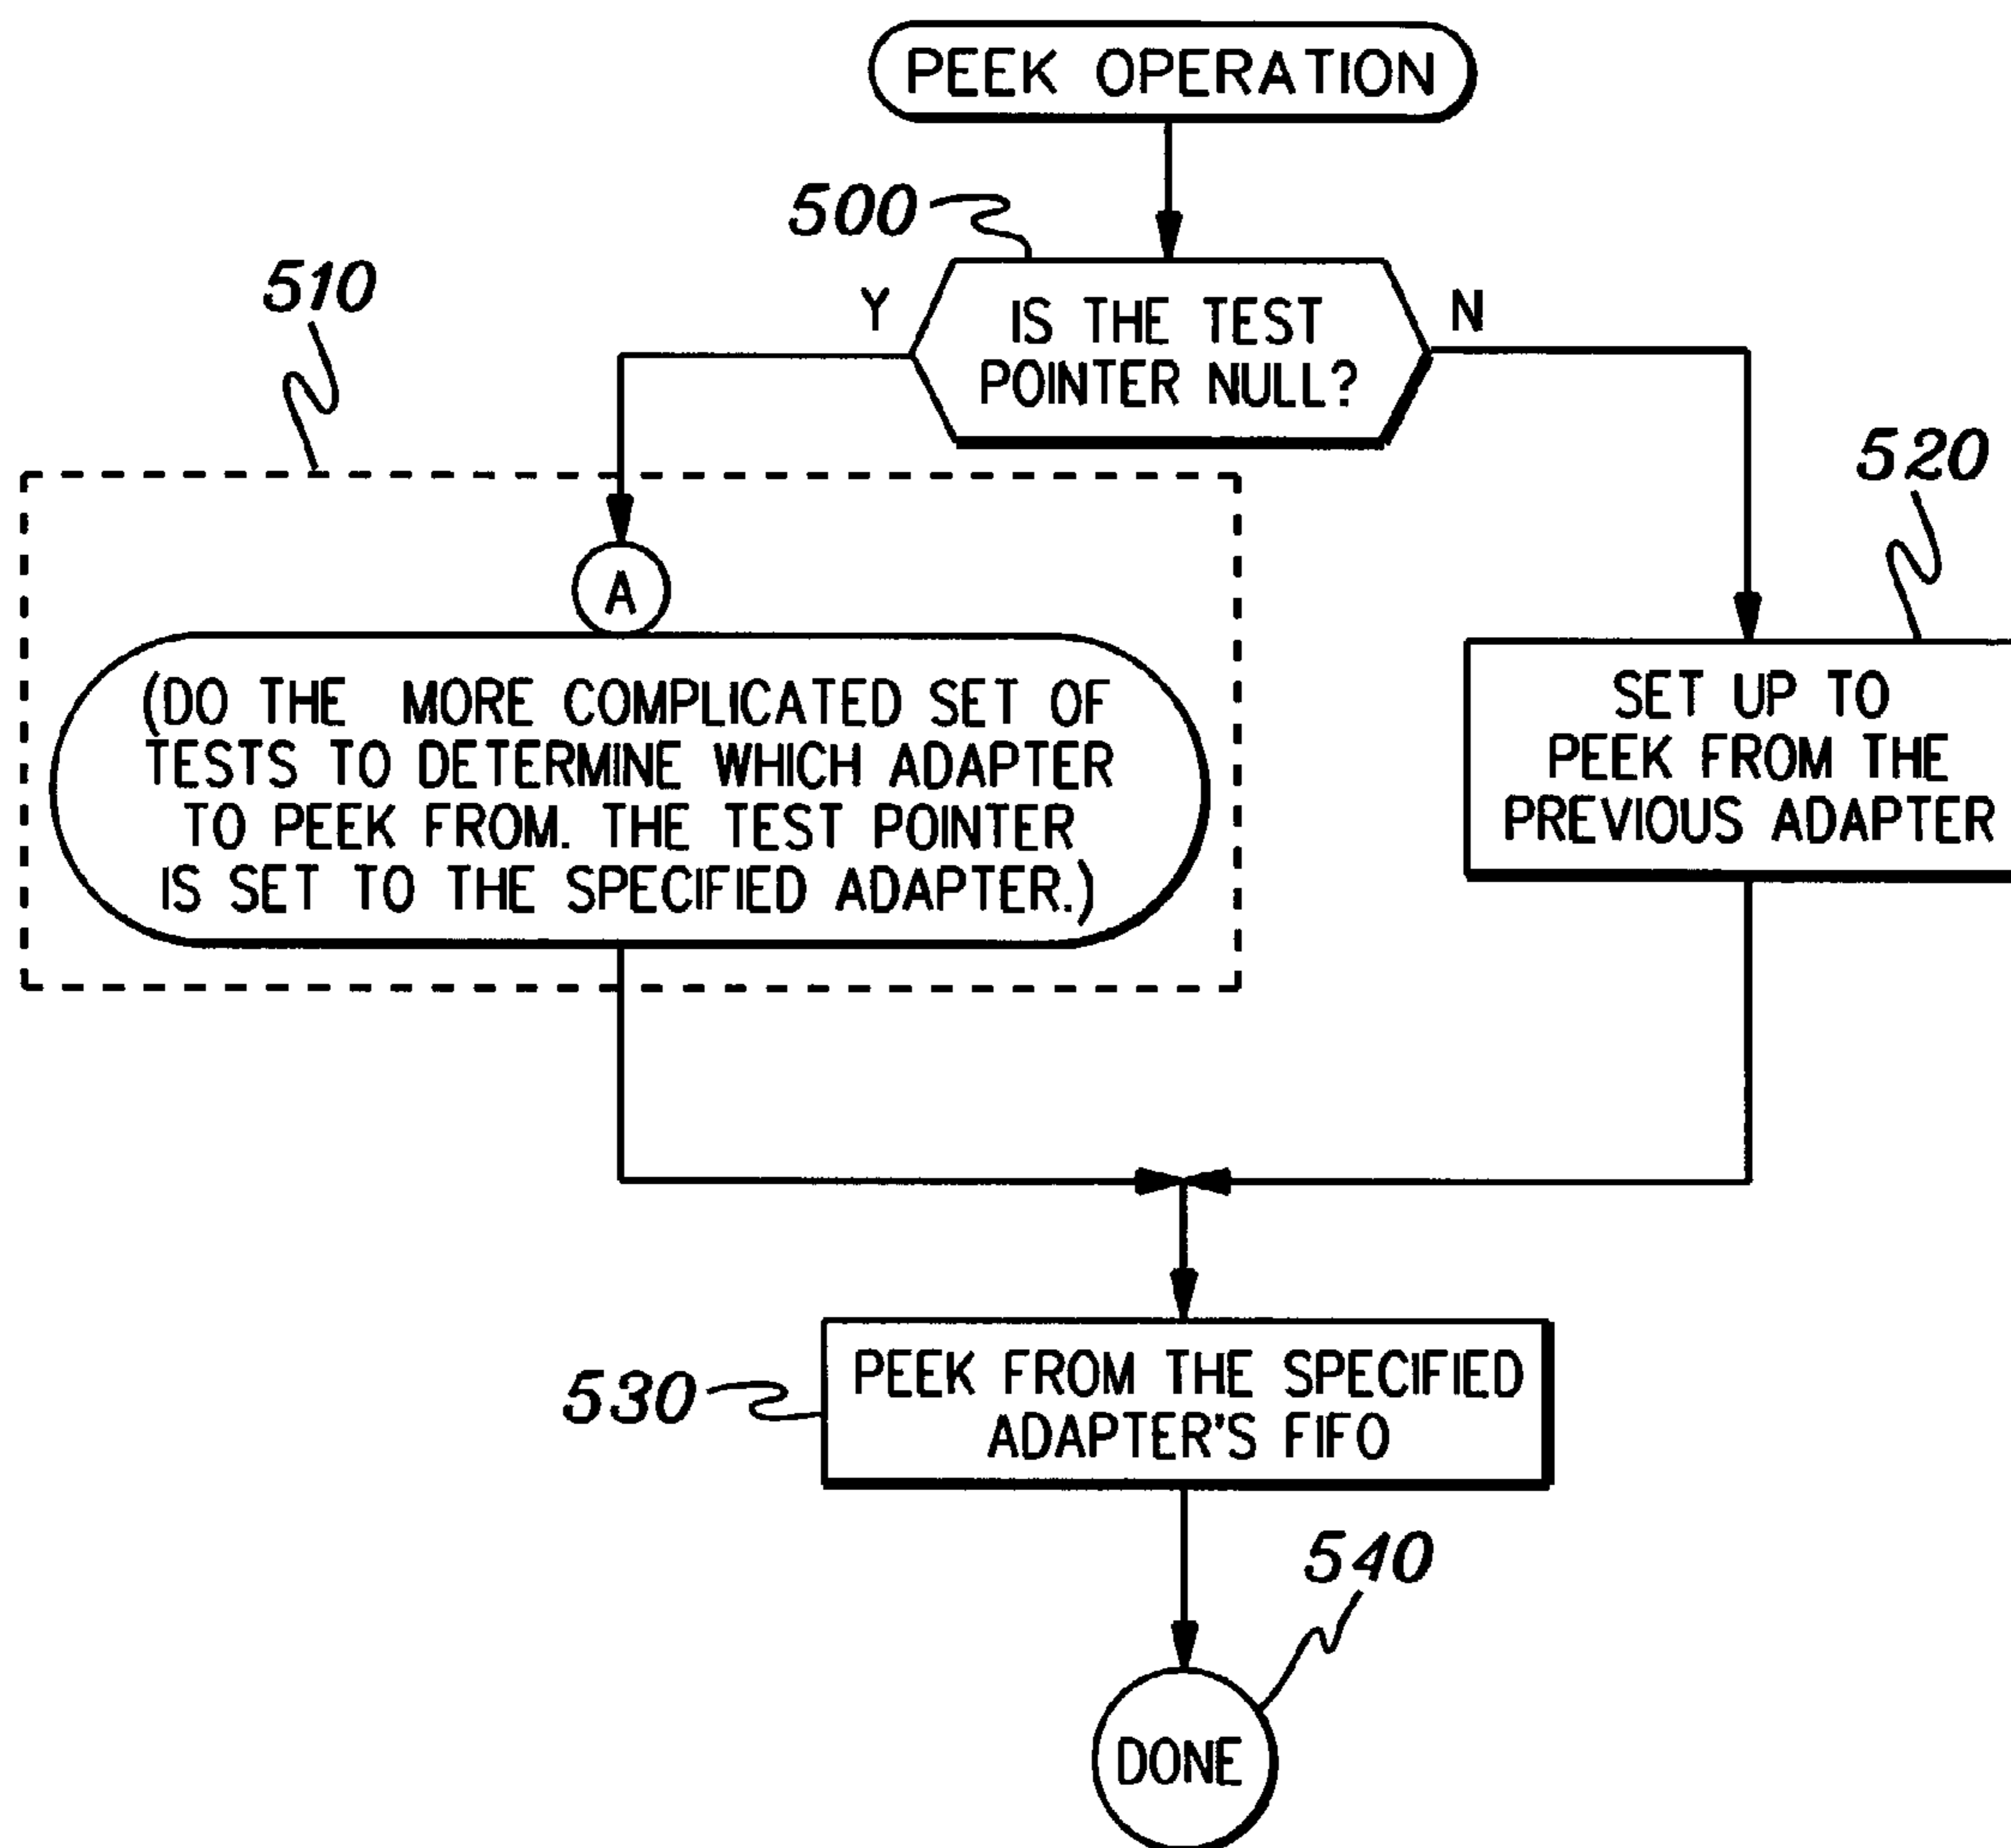 PEEK OPERATION
500
510
Y
IS THE TEST
POINTER NULL?
N
520
A
(DO THE MORE COMPLICATED SET OF
TESTS TO DETERMINE WHICH ADAPTER
TO PEEK FROM. THE TEST POINTER
IS SET TO THE SPECIFIED ADAPTER.)
SET UP TO
PEEK FROM THE
PREVIOUS ADAPTER
530
PEEK FROM THE SPECIFIED
ADAPTER'S FIFO
540
DONE